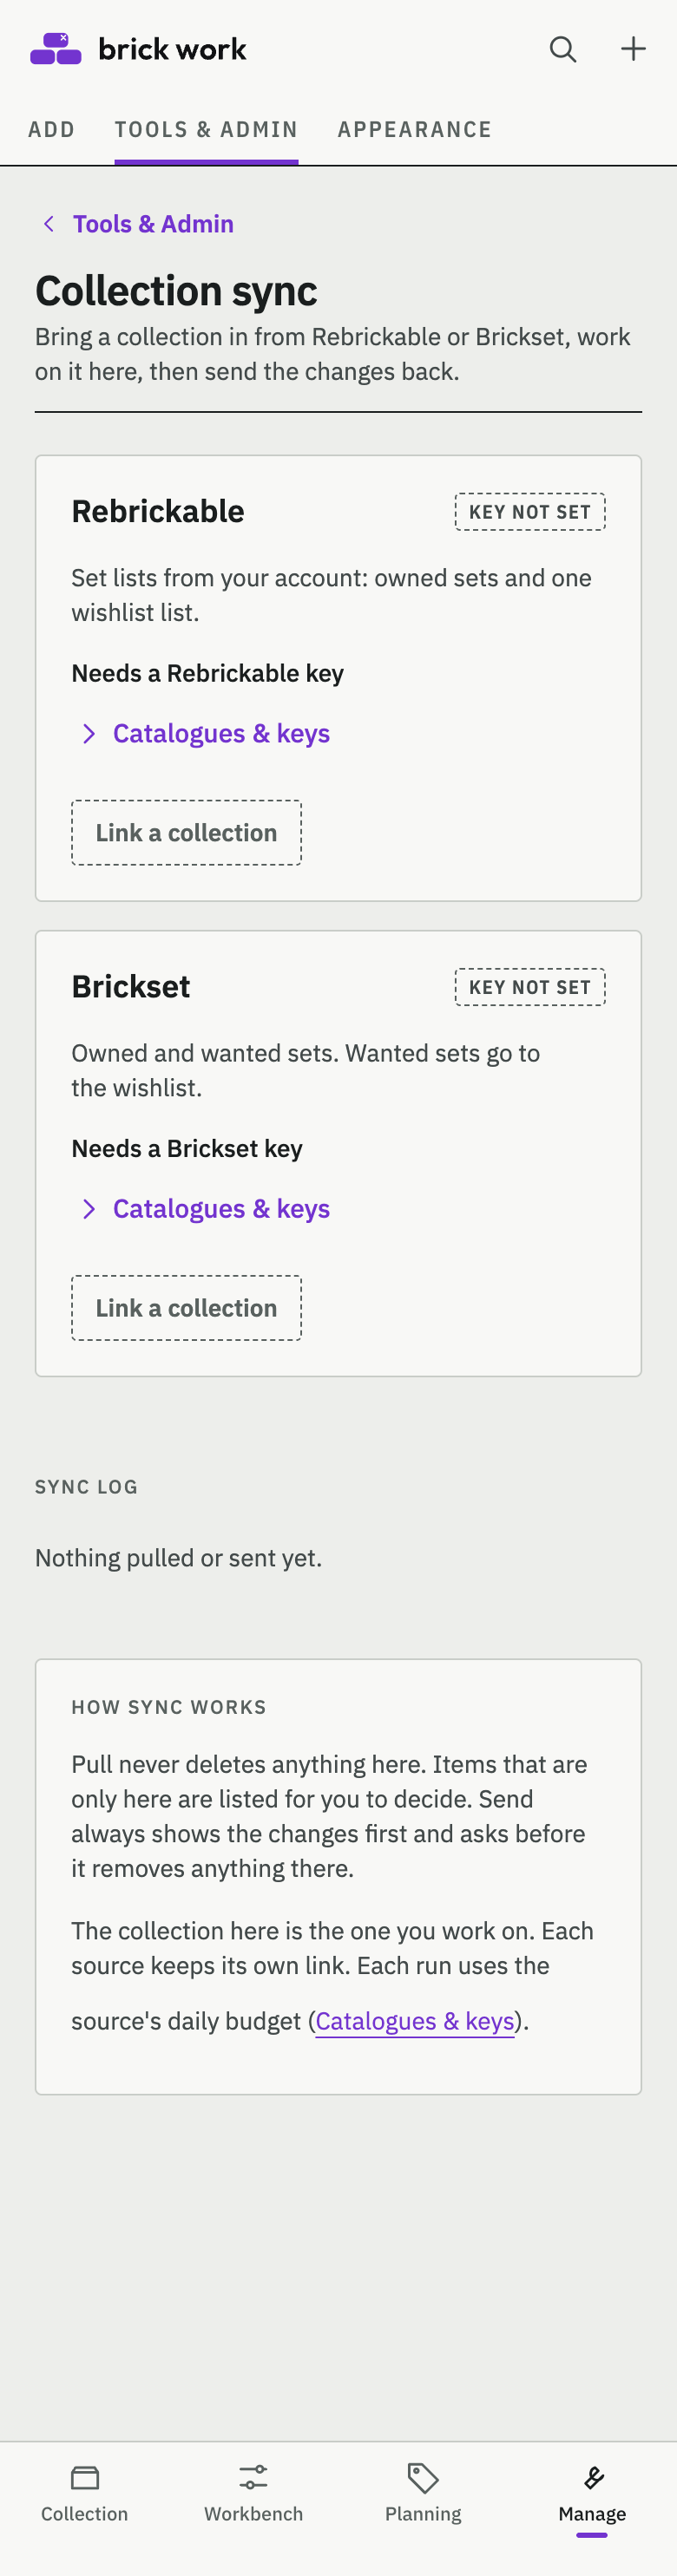 brick work
ADD TOOLS & ADMIN APPEARANCE
Tools & Admin
Collection sync
Bring a collection in from Rebrickable or Brickset, work
on it here, then send the changes back.
Rebrickable
KEY NOT SET
Set lists from your account: owned sets and one
wishlist list.
Needs a Rebrickable key
Catalogues & keys
Link a collection
Brickset
KEY NOT SET
Owned and wanted sets. Wanted sets go to
the wishlist.
Needs a Brickset key
Catalogues & keys
Link a collection
SYNC LOG
Nothing pulled or sent yet.
HOW SYNC WORKS
Pull never deletes anything here. Items that are
only here are listed for you to decide. Send
always shows the changes first and asks before
it removes anything there.
The collection here is the one you work on. Each
source keeps its own link. Each run uses the
source's daily budget (Catalogues & keys).
Collection Workbench Planning Manage